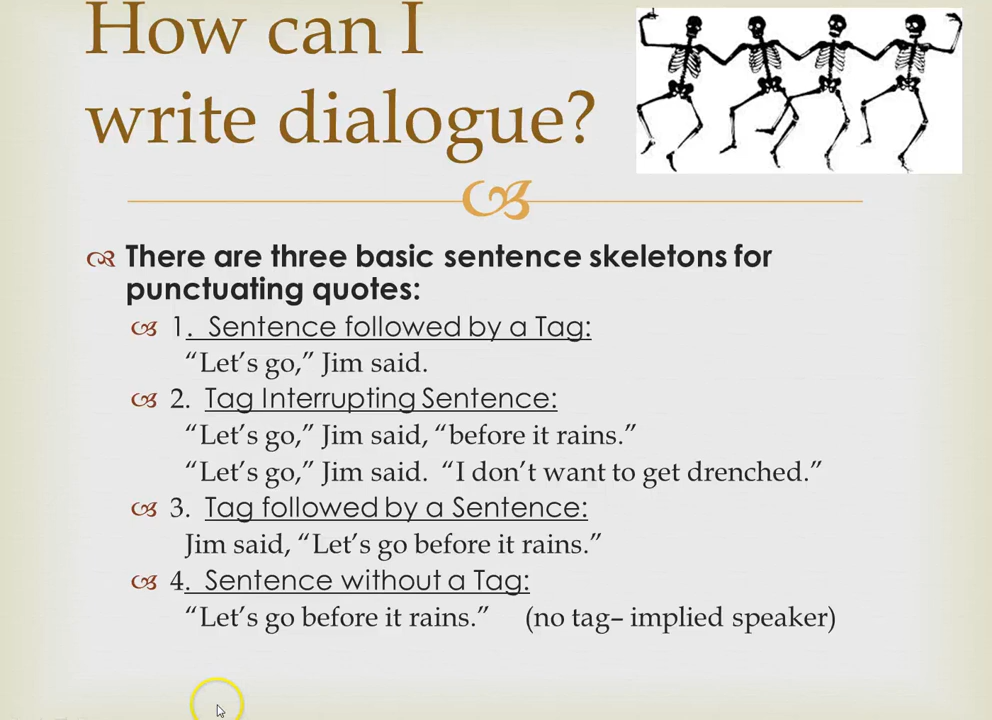 How can I
write dialogue?
There are three basic sentence skeletons for
punctuating quotes:
1. Sentence followed by a Tag:
“Let’s go,” Jim said.
2. Tag Interrupting Sentence:
“Let’s go,” Jim said, “before it rains.”
“Let’s go,” Jim said. “I don’t want to get drenched.”
3. Tag followed by a Sentence:
Jim said, “Let’s go before it rains.”
4. Sentence without a Tag:
“Let’s go before it rains.” (no tag– implied speaker)